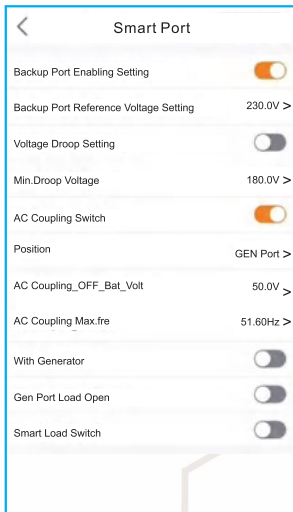 Smart Port
Backup Port Enabling Setting
Backup Port Reference Voltage Setting 230.0V >
Voltage Droop Setting
Min.Droop Voltage 180.0V >
AC Coupling Switch
Position GEN Port >
AC Coupling_OFF_Bat_Volt 50.0V >
AC Coupling Max.fre 51.60Hz >
With Generator
Gen Port Load Open
Smart Load Switch